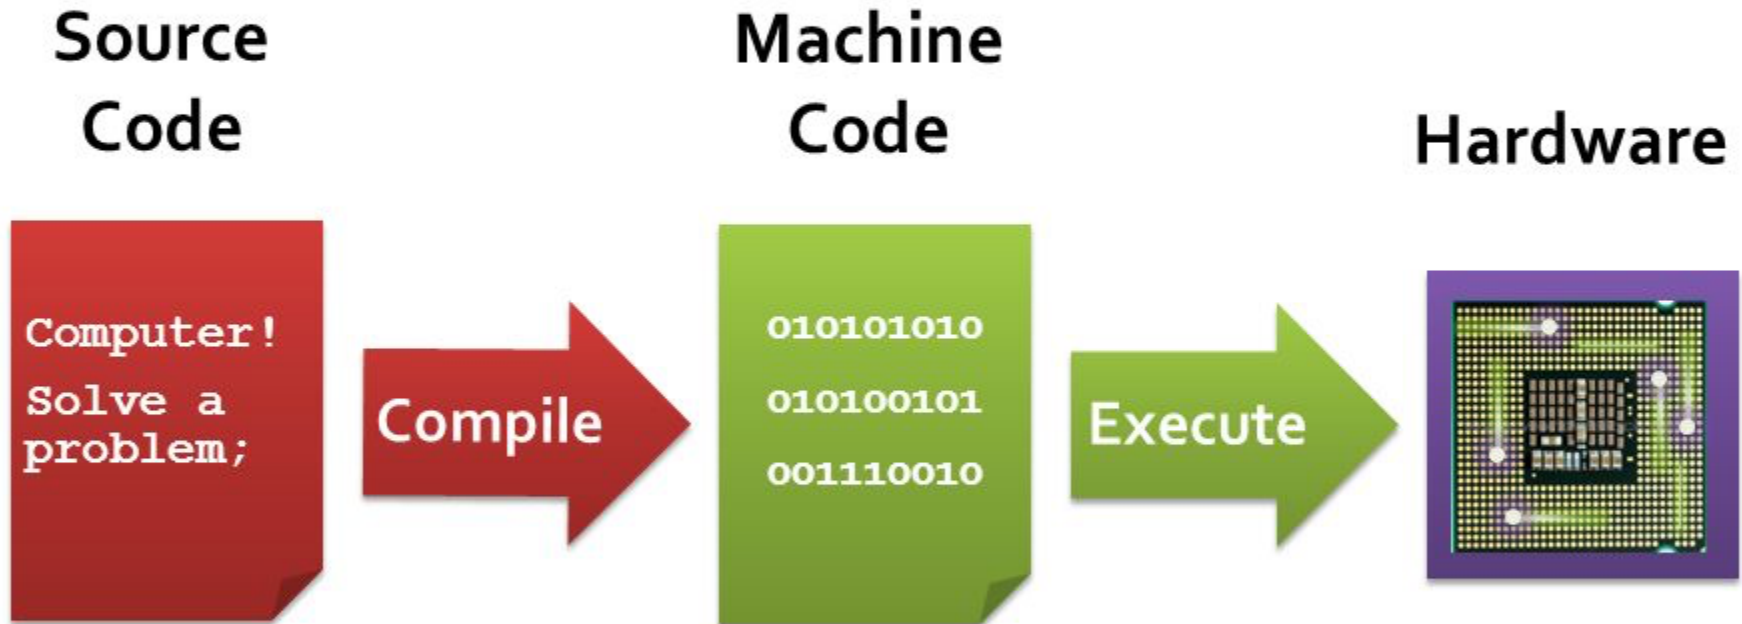 Source
Code
Computer!
Solve a
problem;
Compile
Machine
Code
010101010
010100101
001110010
Execute
Hardware